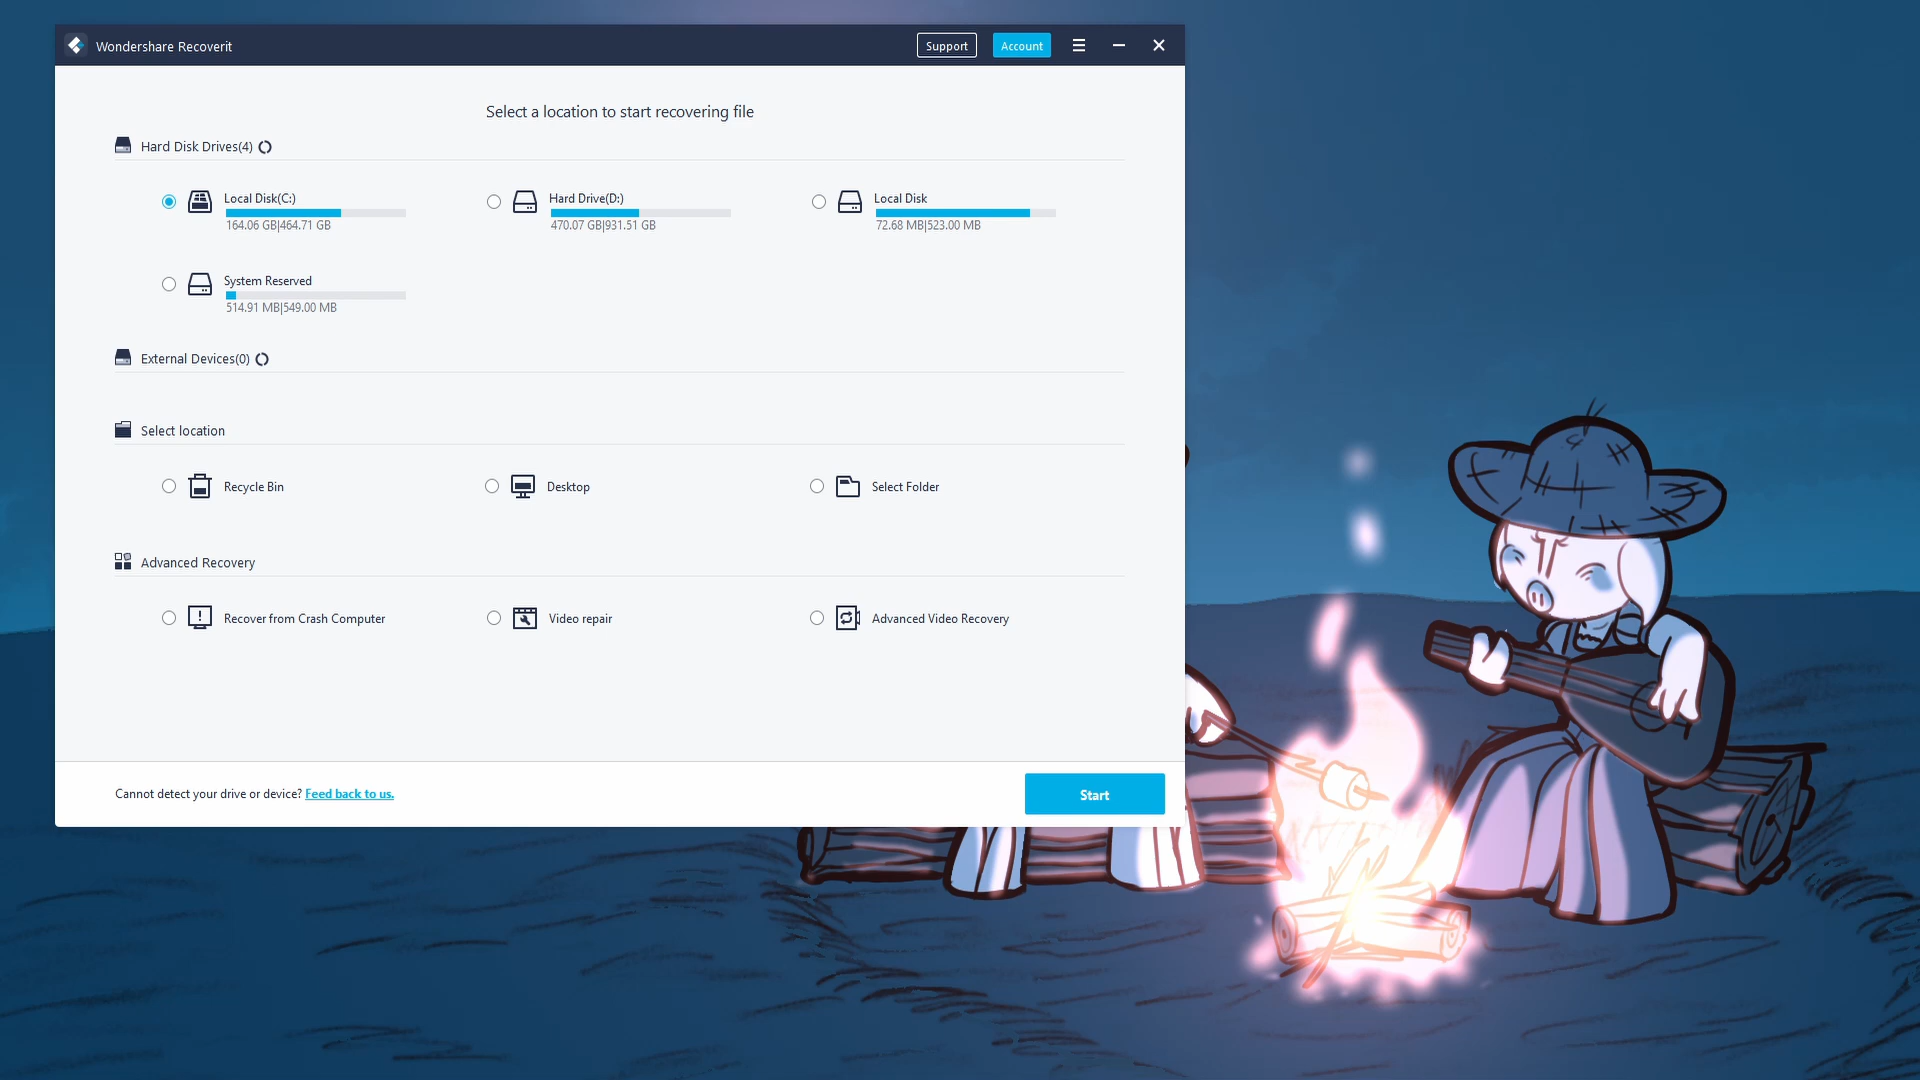 Wondershare Recoverit
Support
Account
Select a location to start recovering file
Hard Disk Drives(4)
Local Disk(C:)
164.06 GB|464.71 GB
Hard Drive(D:)
470.07 GB|931.51 GB
Local Disk
72.68 MB|523.00 MB
System Reserved
514.91 MB|549.00 MB
External Devices(0)
Select location
Recycle Bin
Desktop
Select Folder
Advanced Recovery
Recover from Crash Computer
Video repair
Advanced Video Recovery
Cannot detect your drive or device? Feed back to us.
Start